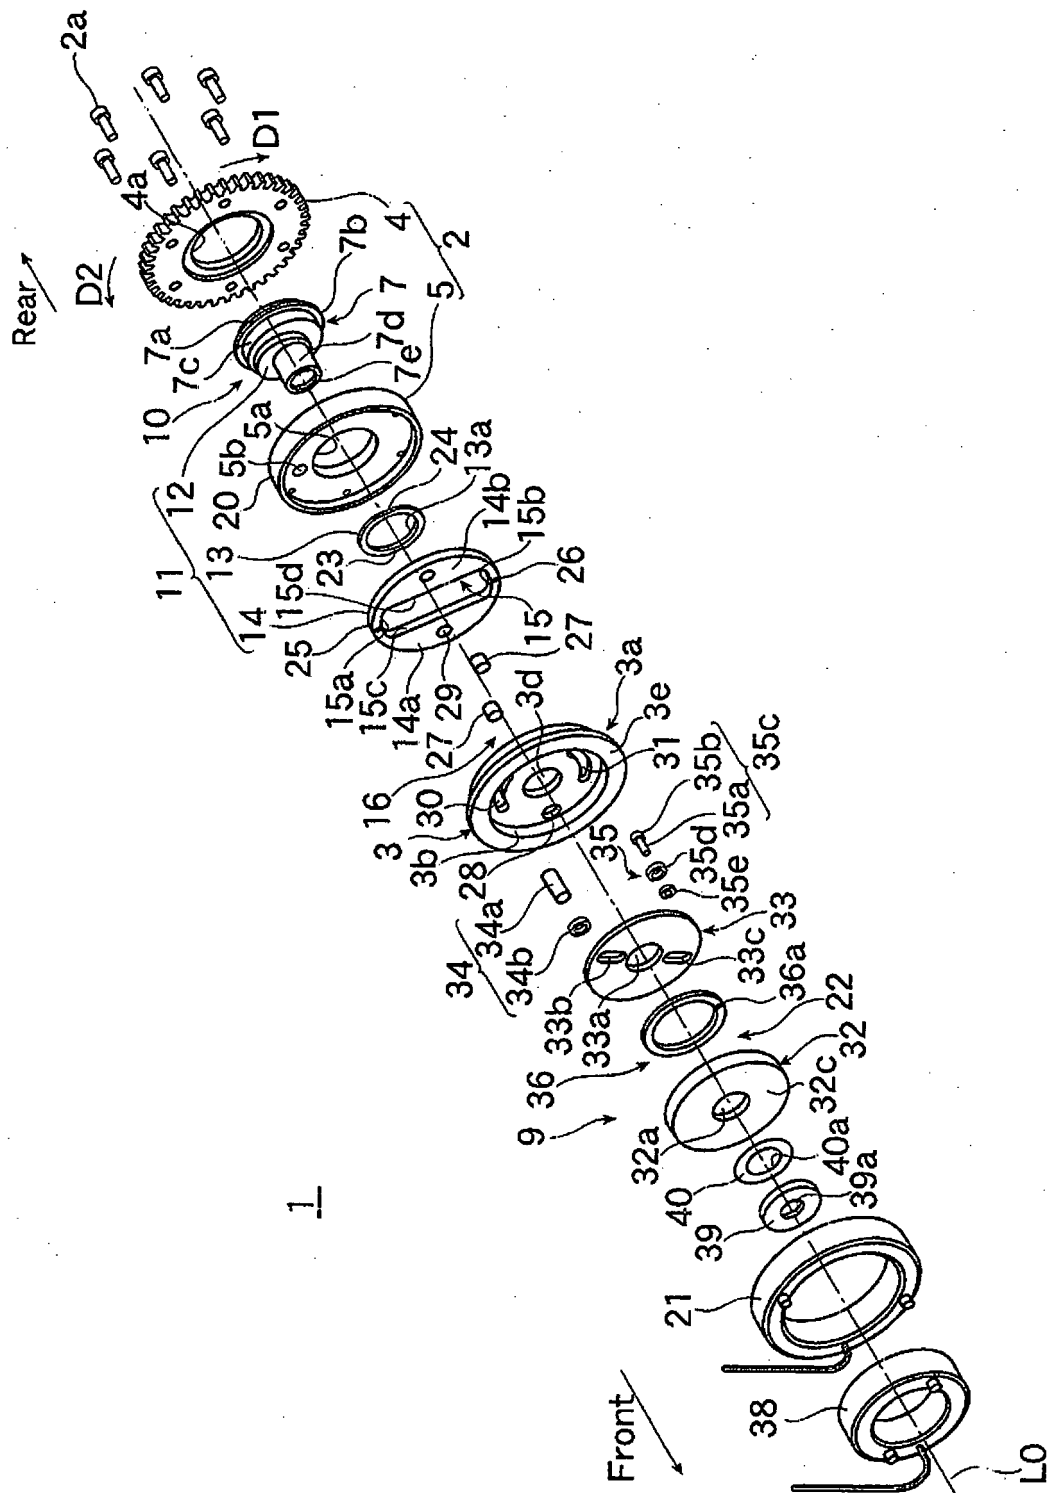 2a
D1
4a
4
2
D2
Rear
7b
7a
7c
7
7d
7e
5
10
5a
5b
12
20
24
13a
14b
15b
11
13
23
26
15d
14
25
15
27
15a
15c
14a
29
3d
3a
27
3e
16
31
30
35b
35c
3
3b
28
35
35a
35d
35e
34a
34
34b
33
33c
33b
33a
36a
22
36
32
32c
9
32a
40a
40
39a
39
1
21
38
Front
L0